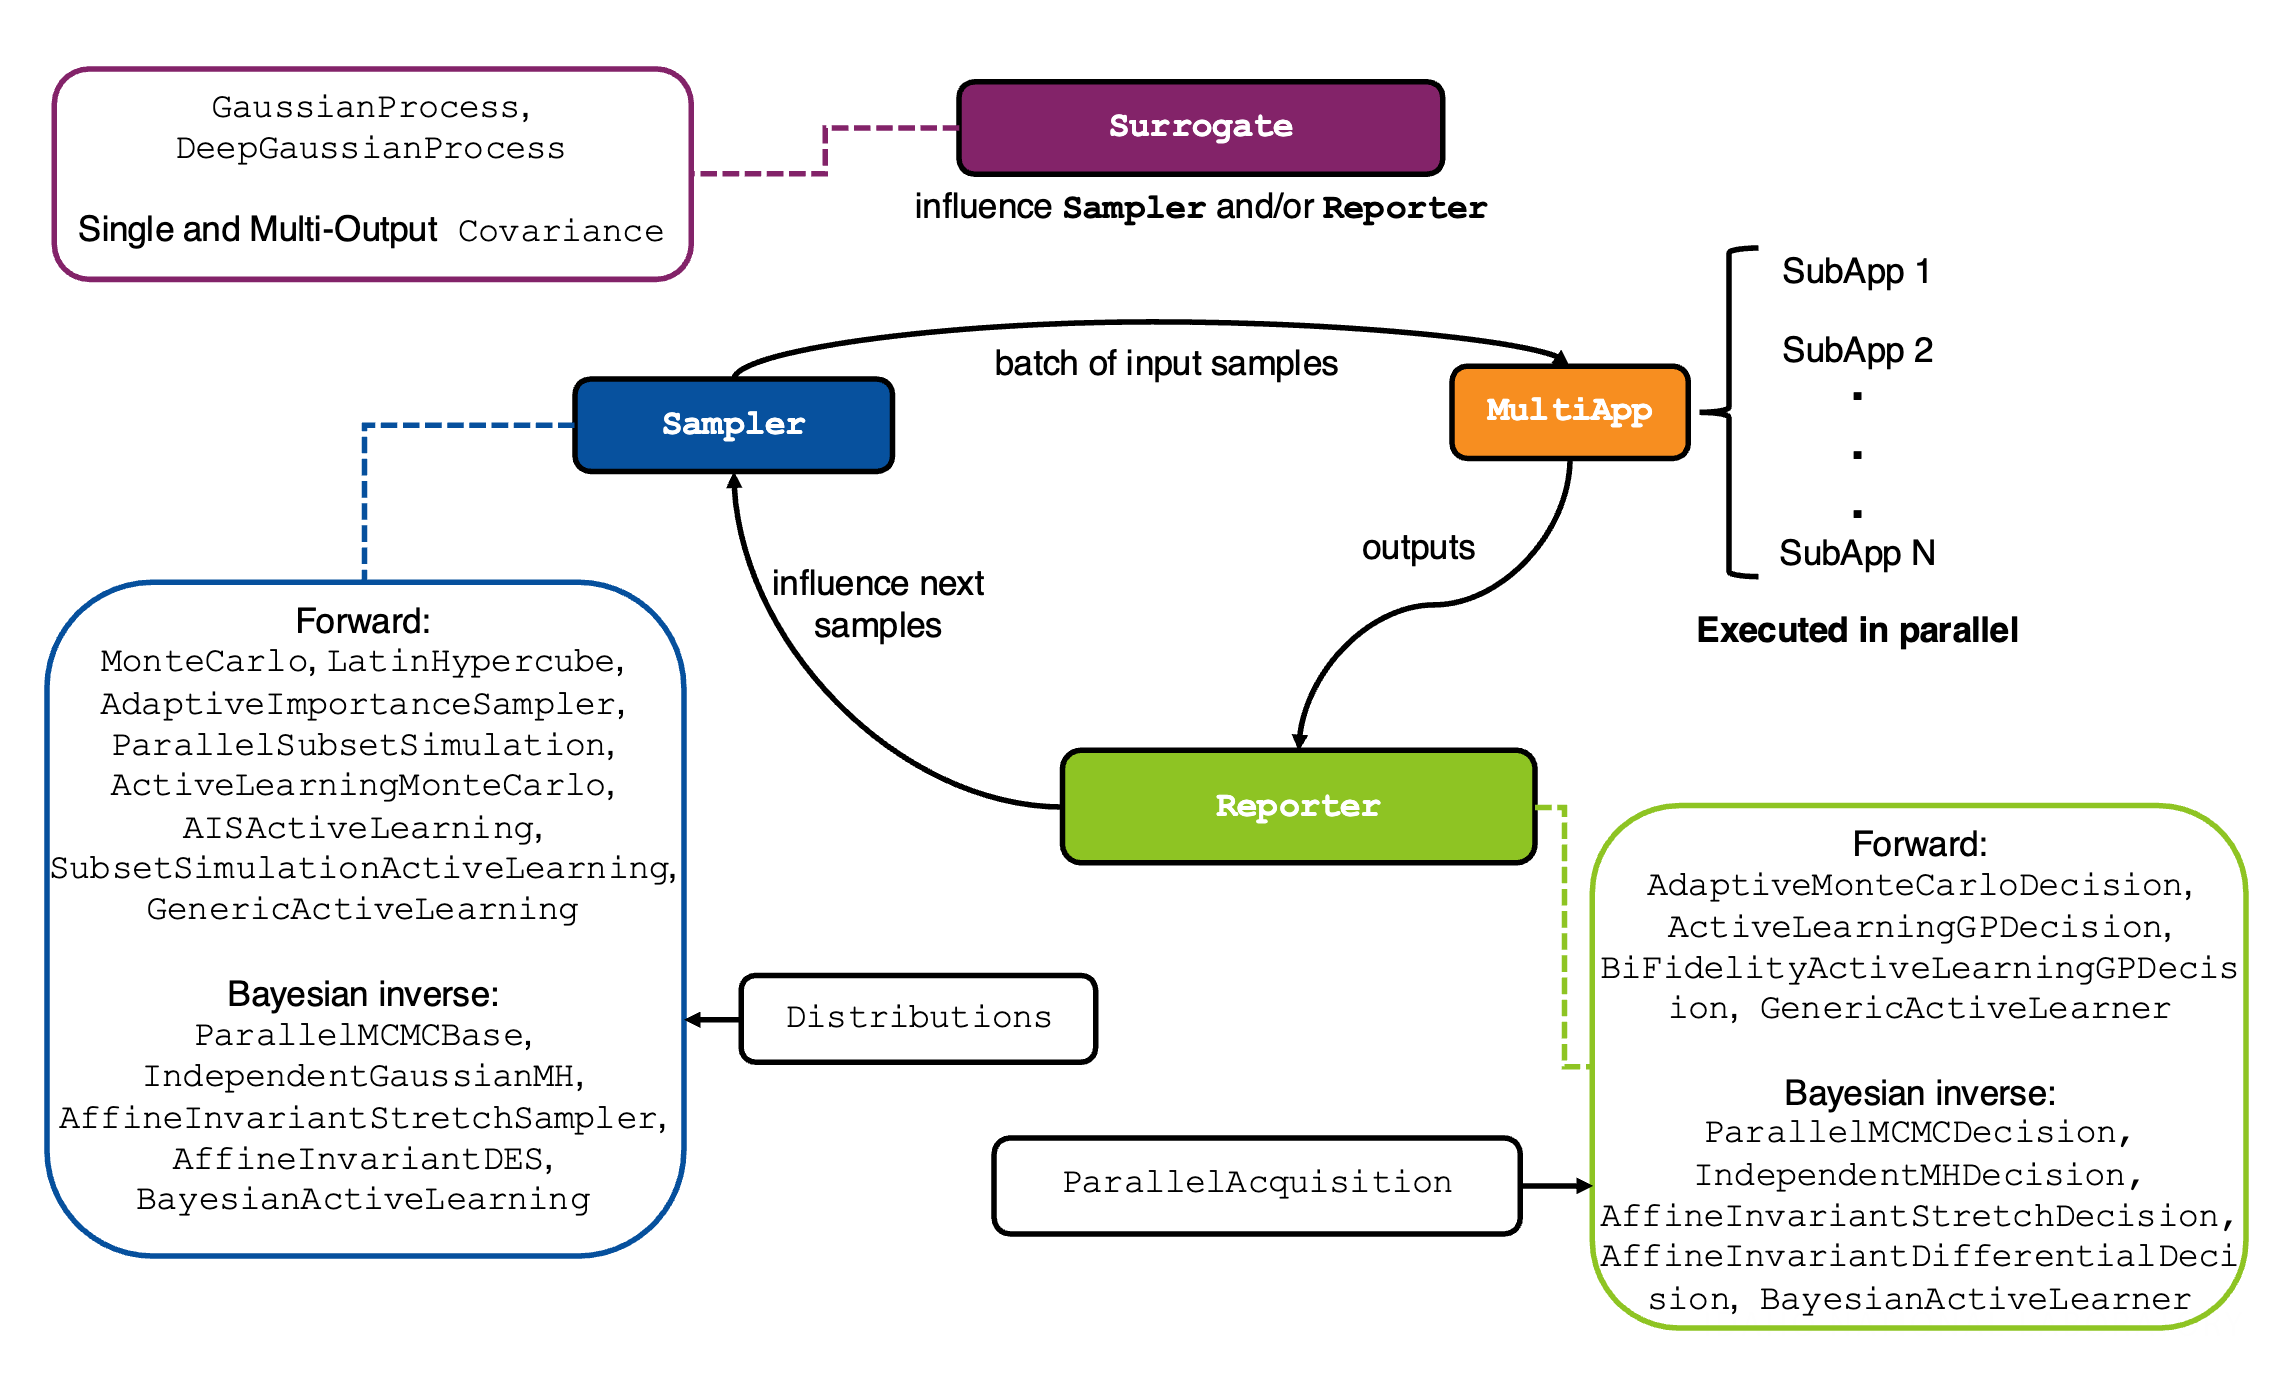 GaussianProcess,
DeepGaussianProcess
Single and Multi-Output Covariance
Surrogate
influence Sampler and/or Reporter
SubApp 1
SubApp 2
.
.
.
SubApp N
Executed in parallel
batch of input samples
Sampler
MultiApp
outputs
influence next
samples
Reporter
Forward:
MonteCarlo, LatinHypercube,
AdaptiveImportanceSampler,
ParallelSubsetSimulation,
ActiveLearningMonteCarlo,
AISActiveLearning,
SubsetSimulationActiveLearning,
GenericActiveLearning
Bayesian inverse:
ParallelMCMCBase,
IndependentGaussianMH,
AffineInvariantStretchSampler,
AffineInvariantDES,
BayesianActiveLearning
Distributions
ParallelAcquisition
Forward:
AdaptiveMonteCarloDecision,
ActiveLearningGPDecision,
BiFidelityActiveLearningGPDecis
ion, GenericActiveLearner
Bayesian inverse:
ParallelMCMCDecision,
IndependentMHDecision,
AffineInvariantStretchDecision,
AffineInvariantDifferentialDeci
sion, BayesianActiveLearner